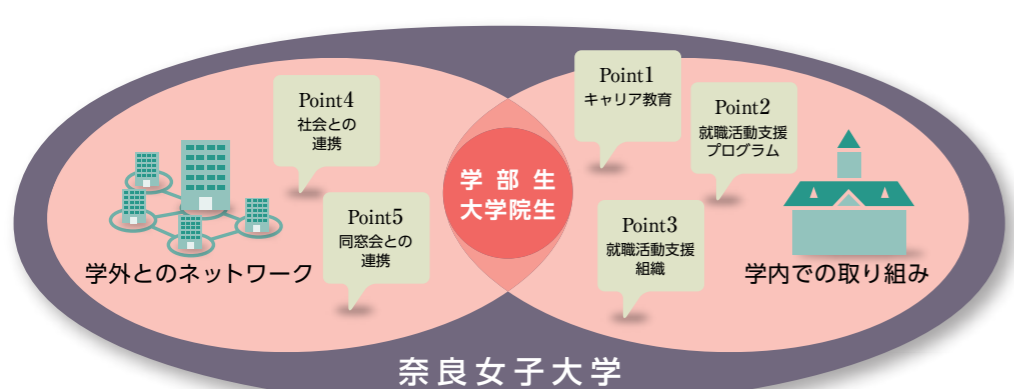 Point4
社会との
連携
Point5
同窓会との
連携
学外とのネットワーク
学部生
大学院生
Point1
キャリア教育
Point2
就職活動支援
プログラム
Point3
就職活動支援
組織
学内での取り組み
奈良女子大学